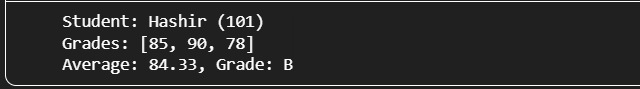 Student: Hashir (101)
Grades: [85, 90, 78]
Average: 84.33, Grade: B